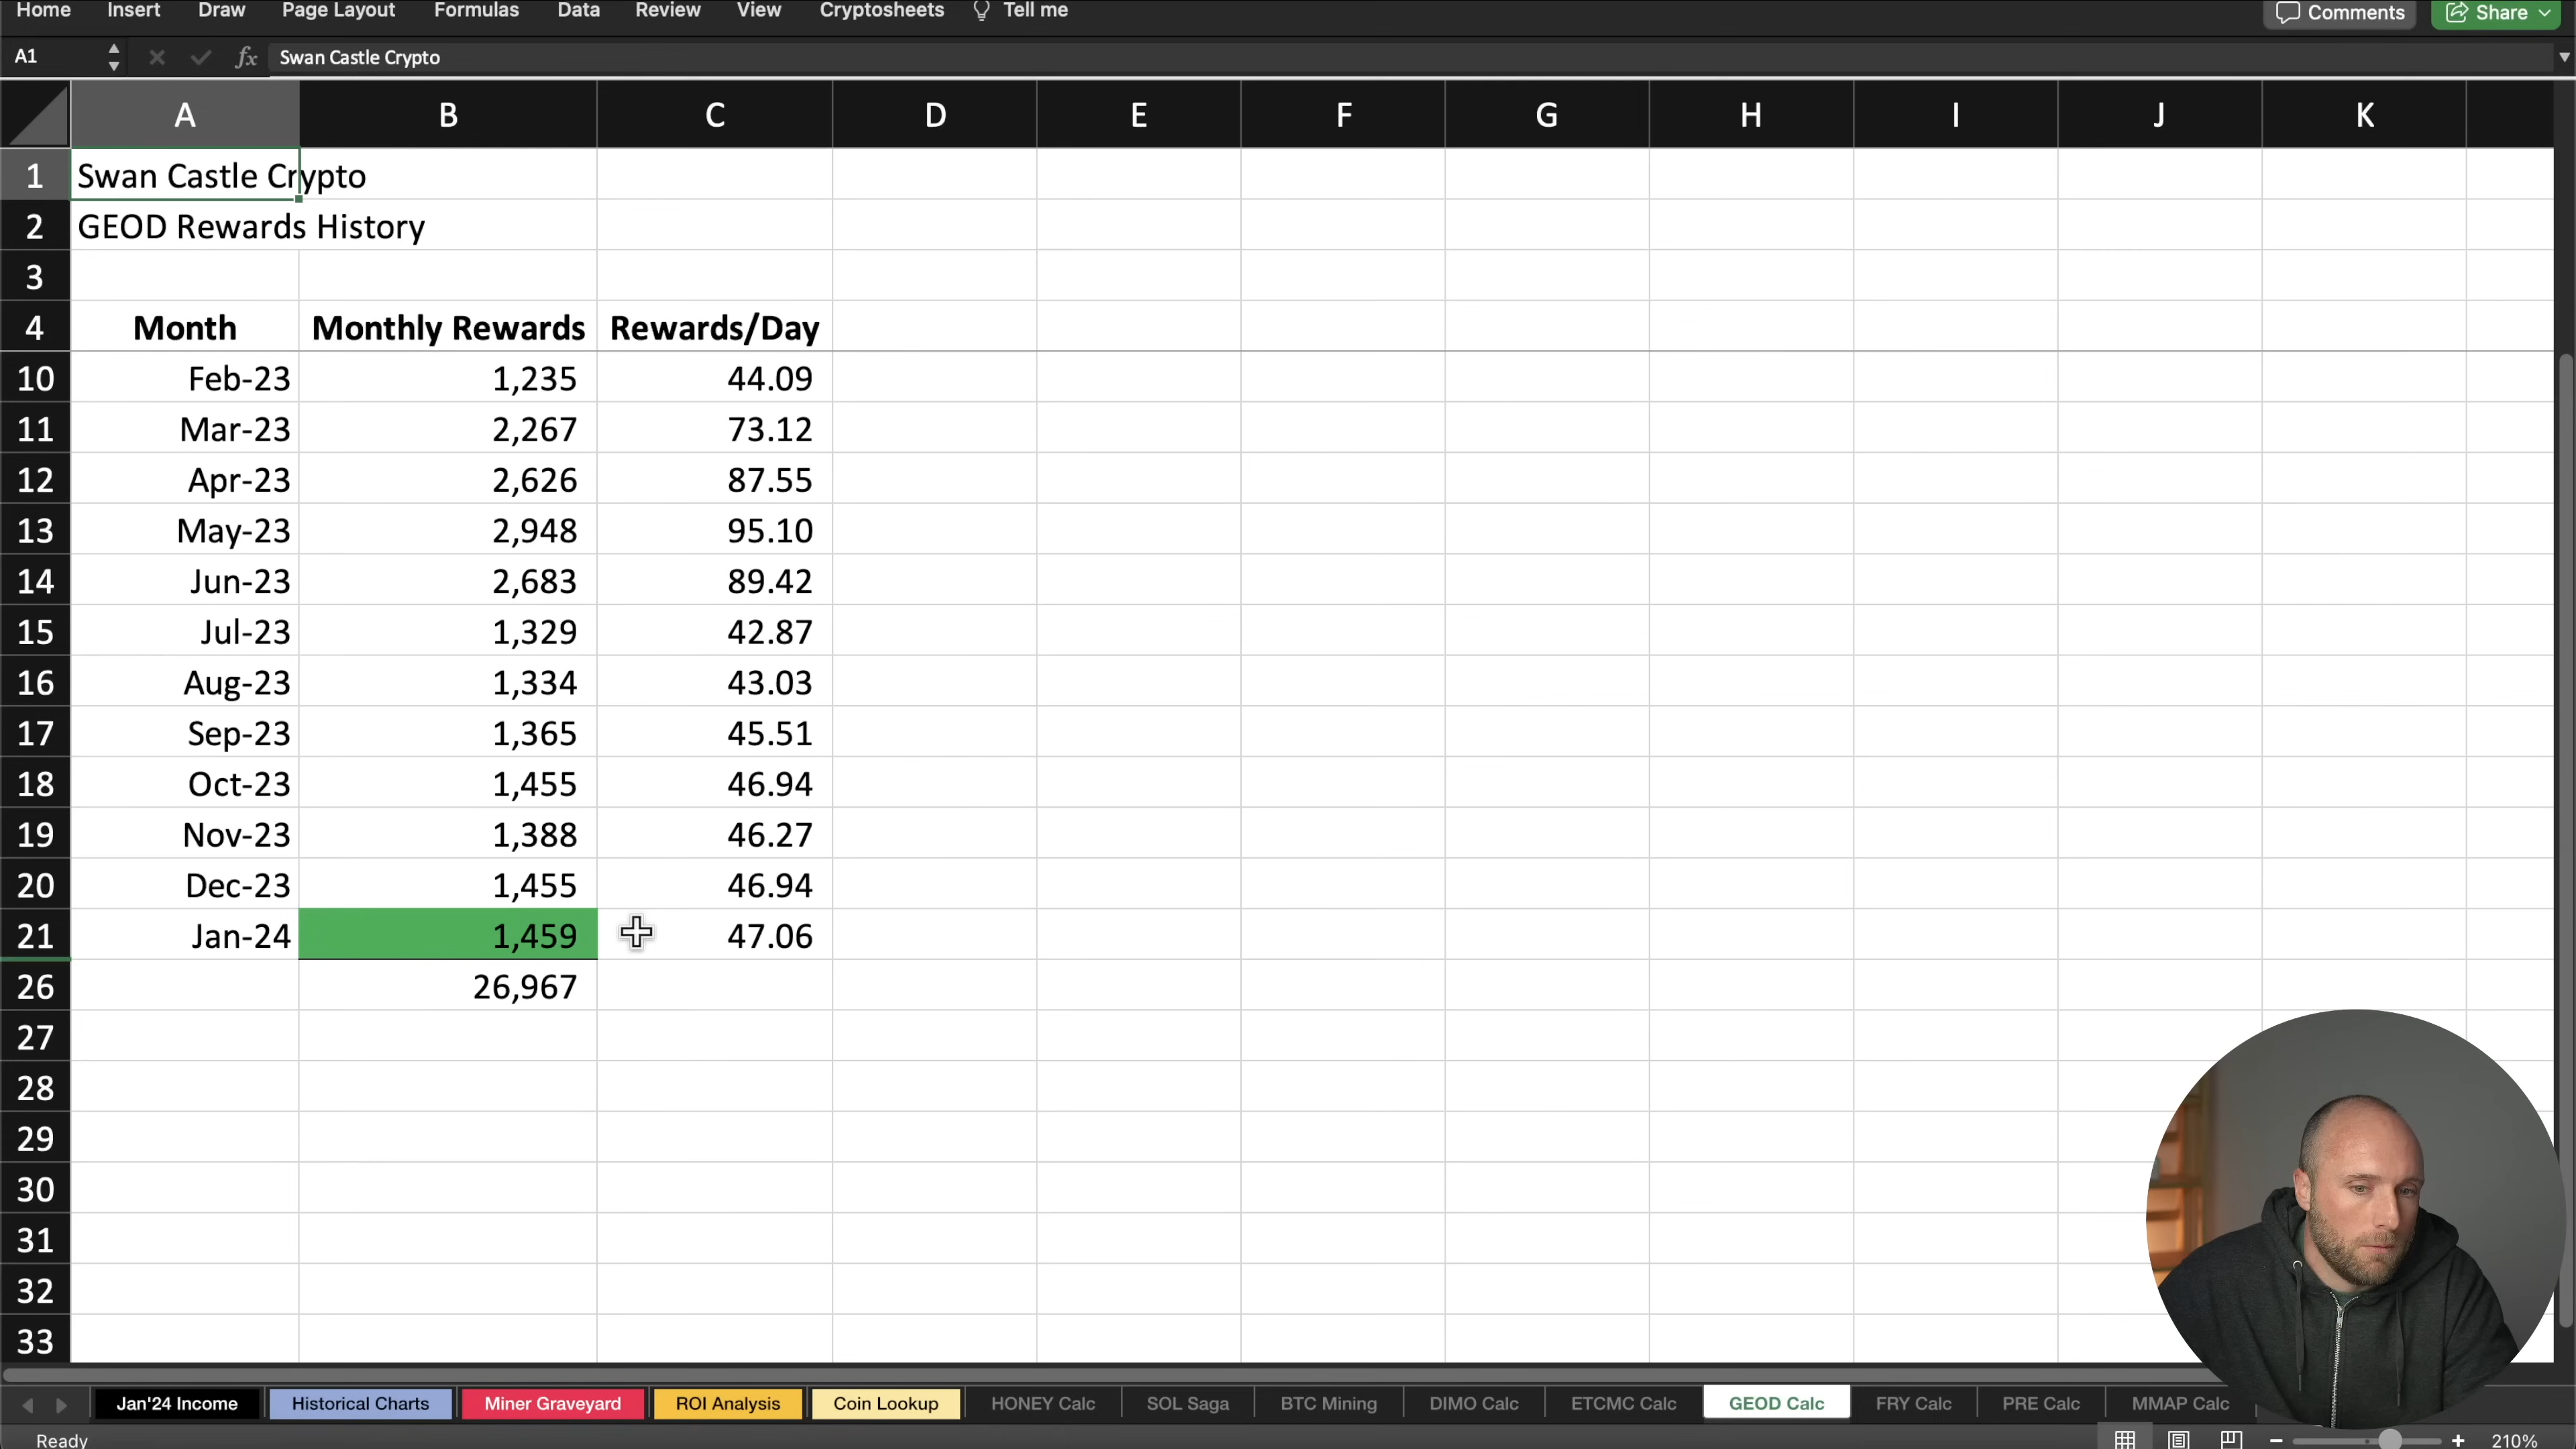 Home Insert Draw Page Layout Formulas Data Review View Cryptosheets Tell me Comments Share
A1 fx Swan Castle Crypto
A B C D E F G H I J K
1 Swan Castle Crypto
2 GEOD Rewards History
3
4 Month Monthly Rewards Rewards/Day
10 Feb-23 1,235 44.09
11 Mar-23 2,267 73.12
12 Apr-23 2,626 87.55
13 May-23 2,948 95.10
14 Jun-23 2,683 89.42
15 Jul-23 1,329 42.87
16 Aug-23 1,334 43.03
17 Sep-23 1,365 45.51
18 Oct-23 1,455 46.94
19 Nov-23 1,388 46.27
20 Dec-23 1,455 46.94
21 Jan-24 1,459 47.06
26 26,967
27
28
29
30
31
32
33
Jan'24 Income Historical Charts Miner Graveyard ROI Analysis Coin Lookup HONEY Calc SOL Saga BTC Mining DIMO Calc ETCMC Calc GEOD Calc FRY Calc PRE Calc MMAP Calc
Ready 210%